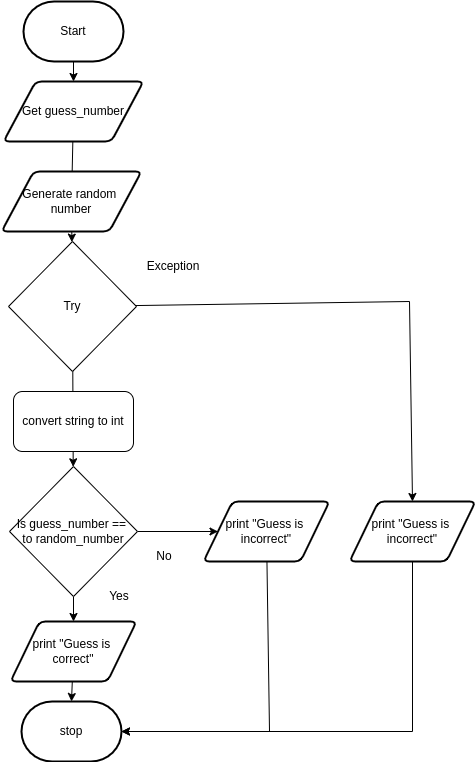 Start
Get guess_number
Generate random
number
Exception
Try
convert string to int
Is guess_number ==
to random_number
No
print "Guess is
incorrect"
print "Guess is
incorrect"
Yes
print "Guess is
correct"
stop